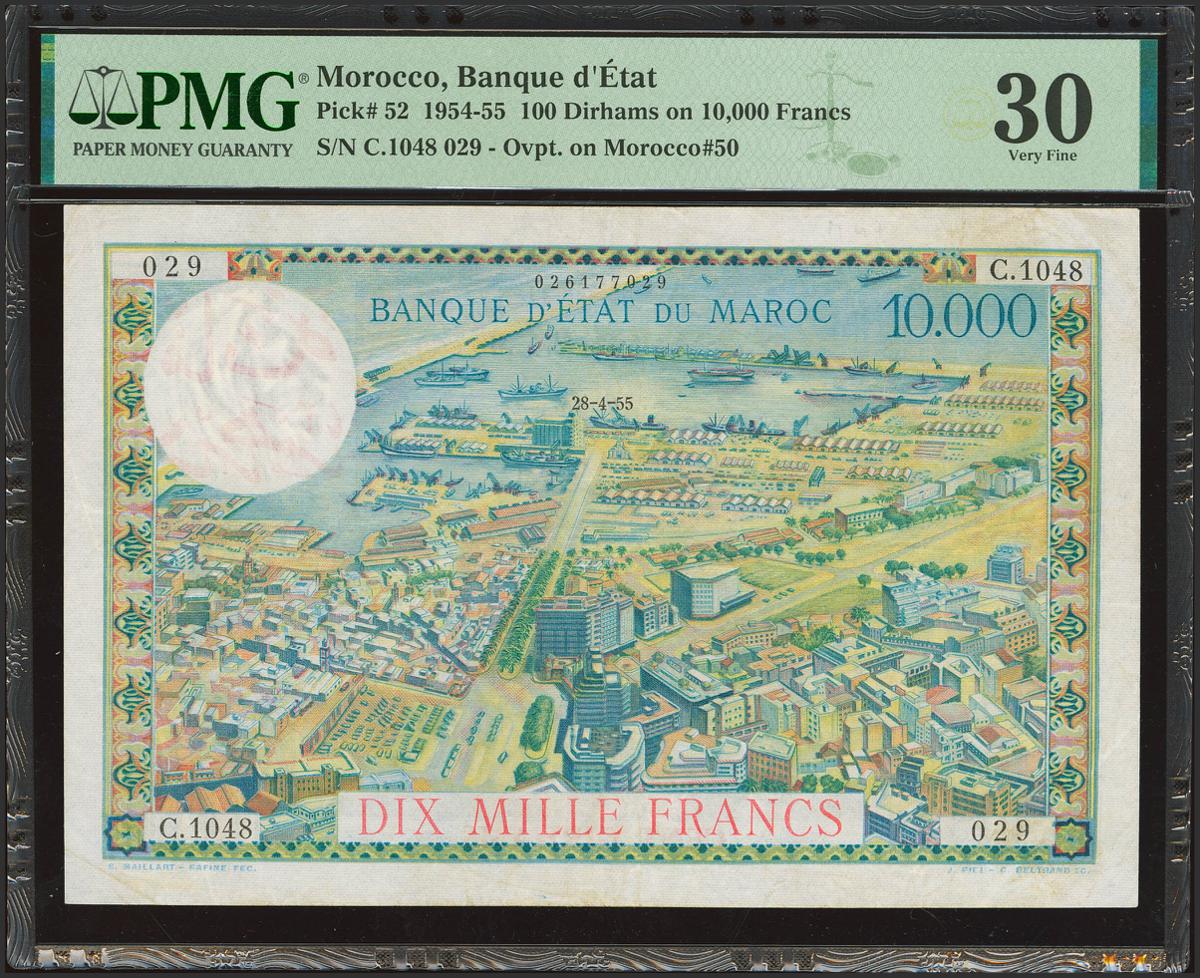 PMG®
PAPER MONEY GUARANTY
Morocco, Banque d'État
Pick# 52 1954-55 100 Dirhams on 10,000 Francs
S/N C.1048 029 - Ovpt. on Morocco#50
30
Very Fine
029
C.1048
026177029
BANQUE D'ÉTAT DU MAROC
10.000
28-4-55
DIX MILLE FRANCS
C.1048
029